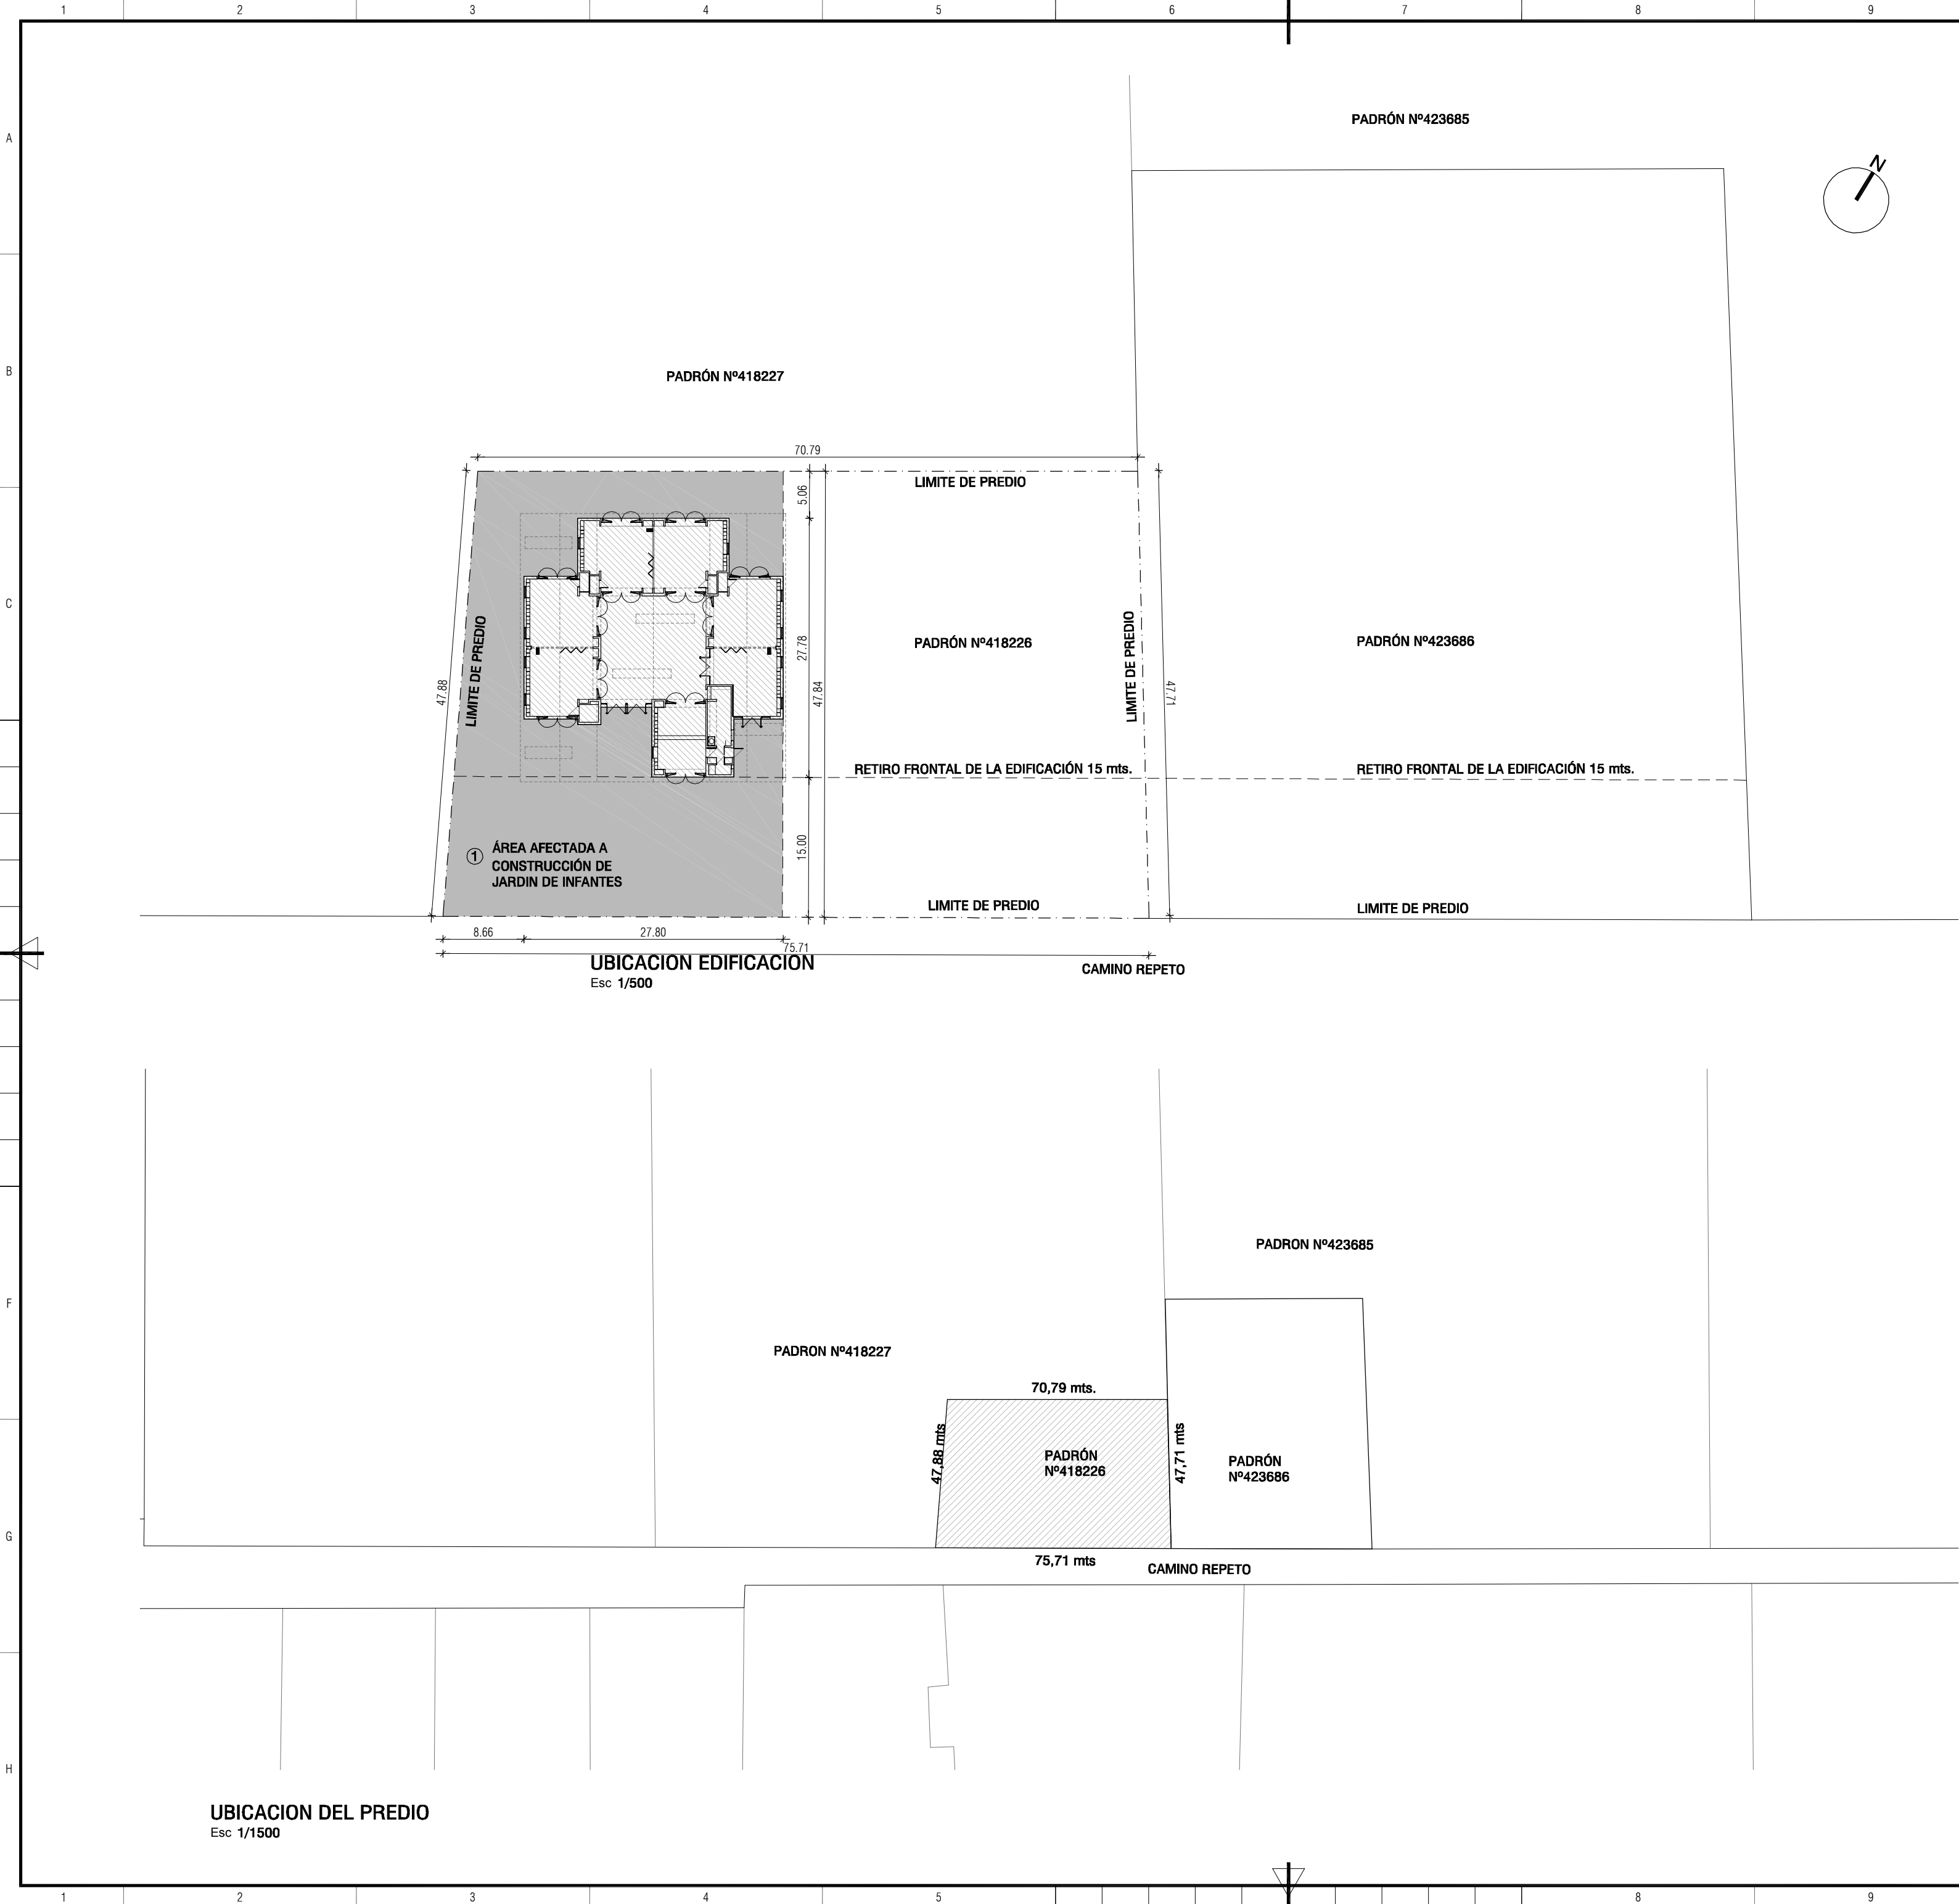 1 2 3 4 5 6 7 8 9
A
PADRÓN Nº423685
N
B
PADRÓN Nº418227
70.79
LIMITE DE PREDIO
5.06
C
LIMITE DE PREDIO
47.88
27.78
47.84
PADRÓN Nº418226
LIMITE DE PREDIO
47.71
PADRÓN Nº423686
RETIRO FRONTAL DE LA EDIFICACIÓN 15 mts.
RETIRO FRONTAL DE LA EDIFICACIÓN 15 mts.
1
ÁREA AFECTADA A
CONSTRUCCIÓN DE
JARDIN DE INFANTES
15.00
LIMITE DE PREDIO
LIMITE DE PREDIO
8.66
27.80
75.71
UBICACION EDIFICACION
Esc 1/500
CAMINO REPETO
PADRON Nº423685
F
PADRON Nº418227
70,79 mts.
47,88 mts
PADRÓN
Nº418226
47,71 mts
PADRÓN
Nº423686
G
75,71 mts
CAMINO REPETO
H
UBICACION DEL PREDIO
Esc 1/1500
1 2 3 4 5 8 9